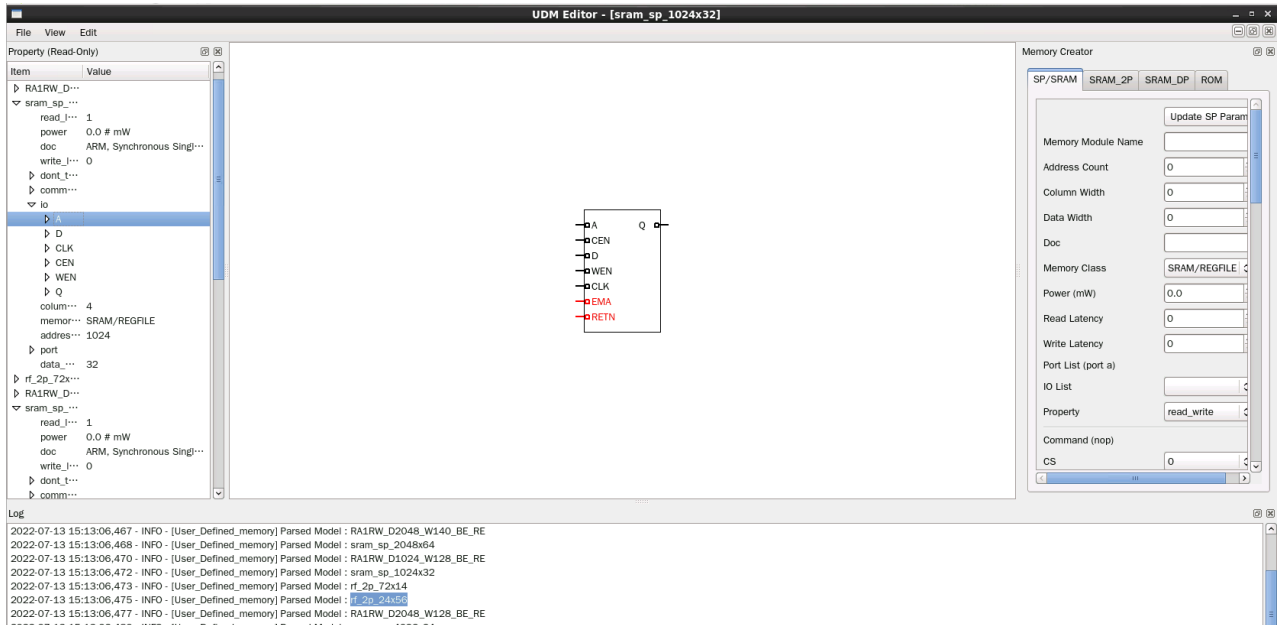 UDM Editor - [sram_sp_1024x32]
File View Edit
Property (Read-Only)
Item Value
RA1RW_D···
sram_sp_···
read_l··· 1
power 0.0 # mW
doc ARM, Synchronous Singl···
write_l··· 0
dont_t···
comm···
io
A
D
CLK
CEN
WEN
Q
colum··· 4
memor··· SRAM/REGFILE
addres··· 1024
port
data_··· 32
rf_2p_72x···
RA1RW_D···
sram_sp_···
read_l··· 1
power 0.0 # mW
doc ARM, Synchronous Singl···
write_l··· 0
dont_t···
comm···
A Q
CEN
D
WEN
CLK
EMA
RETN
Memory Creator
SP/SRAM SRAM_2P SRAM_DP ROM
Update SP Param
Memory Module Name
Address Count 0
Column Width 0
Data Width 0
Doc
Memory Class SRAM/REGFILE
Power (mW) 0.0
Read Latency 0
Write Latency 0
Port List (port a)
IO List
Property read_write
Command (nop)
CS 0
Log
2022-07-13 15:13:06,467 - INFO - [User_Defined_memory] Parsed Model : RA1RW_D2048_W140_BE_RE
2022-07-13 15:13:06,468 - INFO - [User_Defined_memory] Parsed Model : sram_sp_2048x64
2022-07-13 15:13:06,470 - INFO - [User_Defined_memory] Parsed Model : RA1RW_D1024_W128_BE_RE
2022-07-13 15:13:06,472 - INFO - [User_Defined_memory] Parsed Model : sram_sp_1024x32
2022-07-13 15:13:06,473 - INFO - [User_Defined_memory] Parsed Model : rf_2p_72x14
2022-07-13 15:13:06,475 - INFO - [User_Defined_memory] Parsed Model : rf_2p_24x56
2022-07-13 15:13:06,477 - INFO - [User_Defined_memory] Parsed Model : RA1RW_D2048_W128_BE_RE